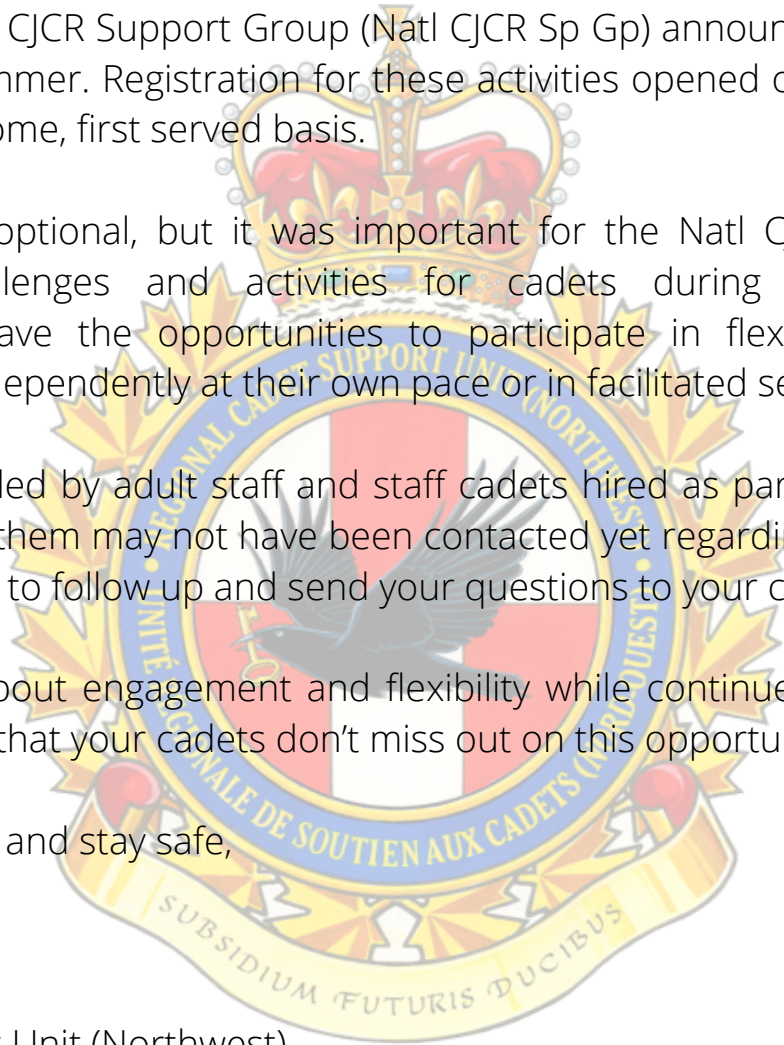 CJCR Support Group (Natl CJCR Sp Gp) announ
mmer. Registration for these activities opened
ome, first served basis.
optional, but it was important for the Natl
lenges and activities for cadets during
ave the opportunities to participate in flex
ependently at their own pace or in facilitated se
led by adult staff and staff cadets hired as par
them may not have been contacted yet regardi
to follow up and send your questions to your c
bout engagement and flexibility while continue
that your cadets don't miss out on this opportu
and stay safe,
Unit (Northwest)
REGIONAL CADET SUPPORT UNIT (NORTHWEST)
UNITÉ RÉGIONALE DE SOUTIEN AUX CADETS (NORD-OUEST)
SUBSIDIUM FUTURIS DUCIBUS